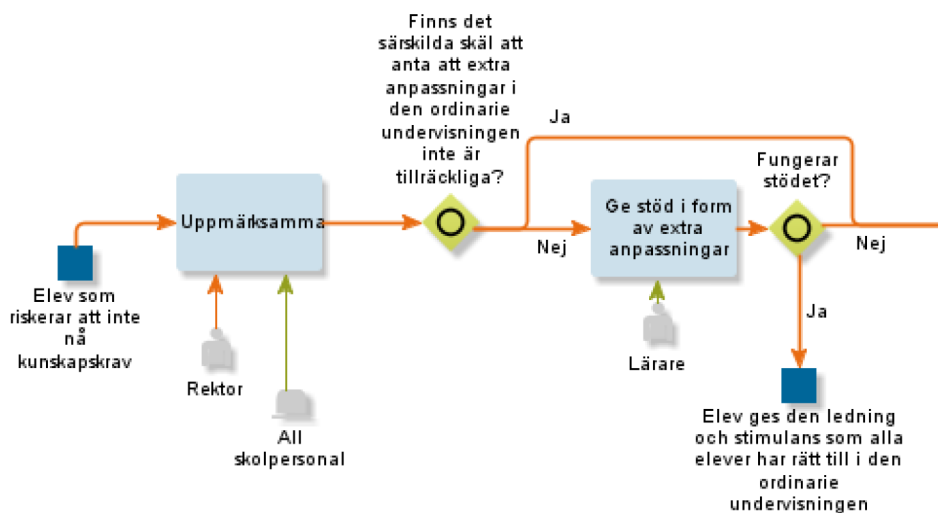 Finns det
särskilda skäl att
anta att extra
anpassningar i
den ordinarie
undervisningen
inte är
tillräckliga?
Ja
Fungerar
stödet?
Uppmärksamma
Nej
Ge stöd i form
av extra
anpassningar
Nej
Elev som
riskerar att inte
nå
kunskapskrav
Rektor
All
skolpersonal
Lärare
Ja
Elev ges den ledning
och stimulans som alla
elever har rätt till i den
ordinarie
undervisningen